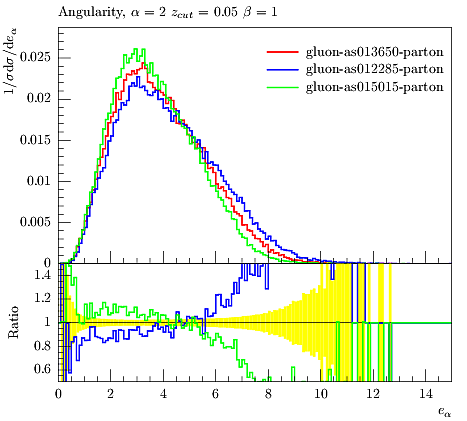 Angularity, α = 2 z_cut = 0.05 β = 1
1/σ dσ/de_α
gluon-as013650-parton
gluon-as012285-parton
gluon-as015015-parton
0.025
0.02
0.015
0.01
0.005
0
Ratio
1.4
1.2
1
0.8
0.6
0 2 4 6 8 10 12 14
e_α